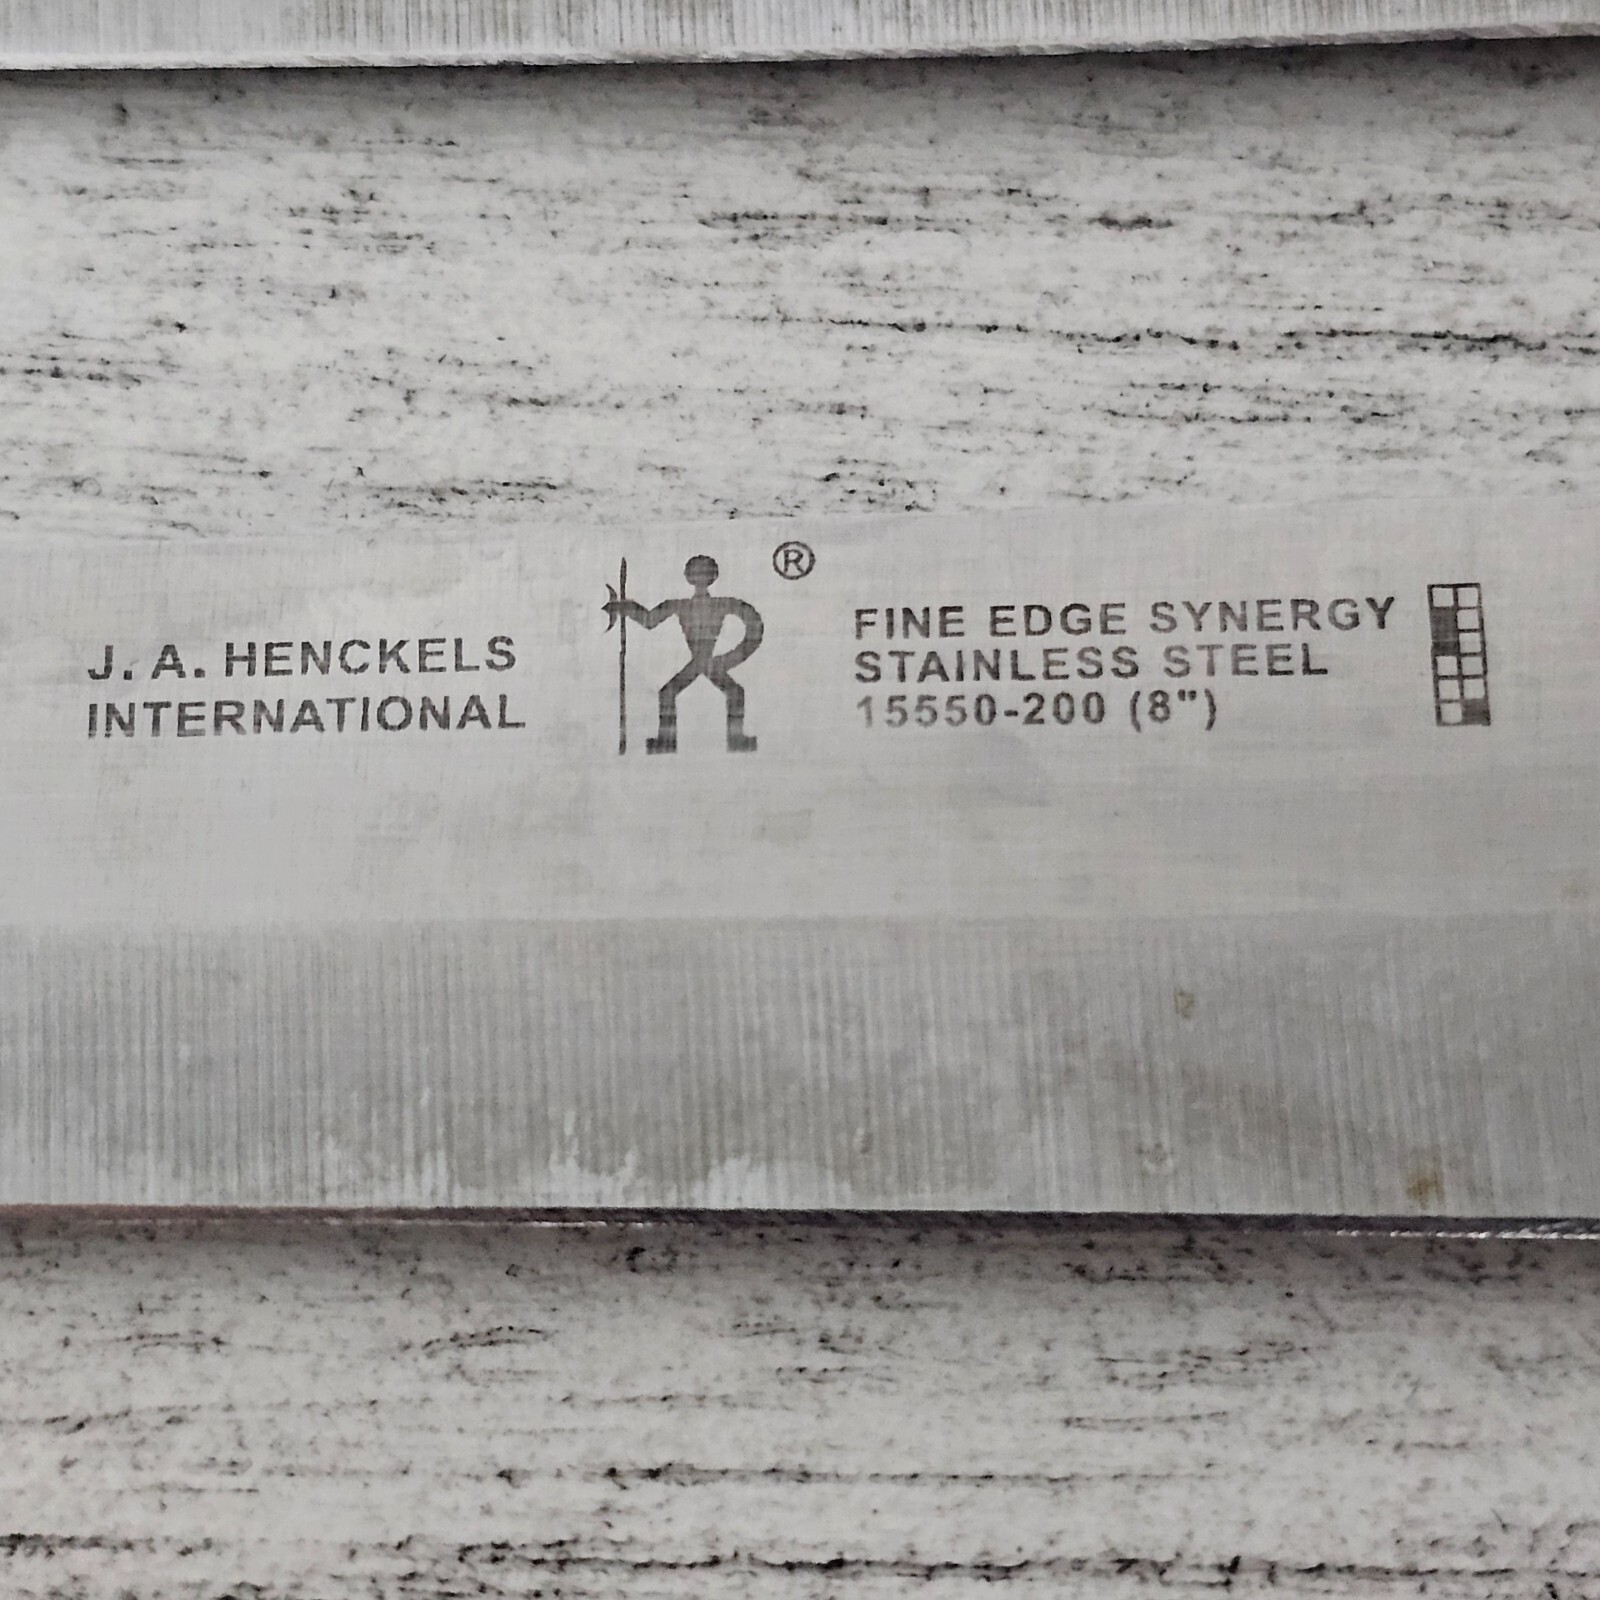 J. A. HENCKELS
INTERNATIONAL
®
FINE EDGE SYNERGY
STAINLESS STEEL
15550-200 (8")